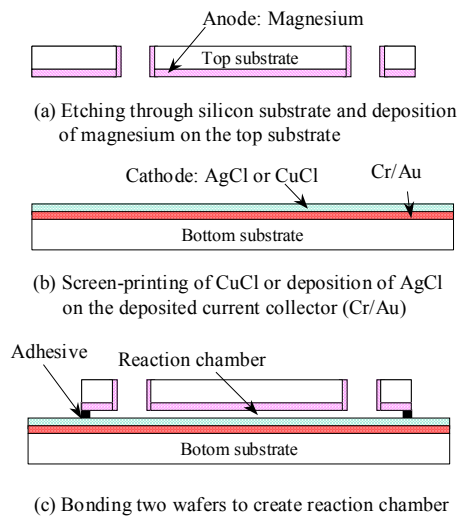 Anode: Magnesium
Top substrate
(a) Etching through silicon substrate and deposition
of magnesium on the top substrate
Cathode: AgCl or CuCl
Cr/Au
Bottom substrate
(b) Screen-printing of CuCl or deposition of AgCl
on the deposited current collector (Cr/Au)
Adhesive
Reaction chamber
Botom substrate
(c) Bonding two wafers to create reaction chamber